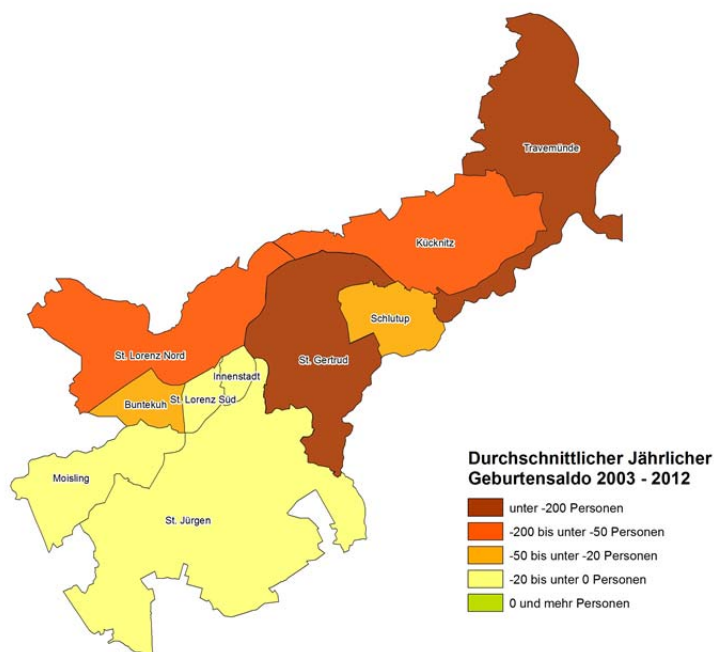 Travemünde
Kücknitz
Schlutup
St. Lorenz Nord
St. Gertrud
Innenstadt
St. Lorenz Süd
Buntekuh
Moisling
St. Jürgen
Durchschnittlicher Jährlicher
Geburtensaldo 2003 - 2012
unter -200 Personen
-200 bis unter -50 Personen
-50 bis unter -20 Personen
-20 bis unter 0 Personen
0 und mehr Personen